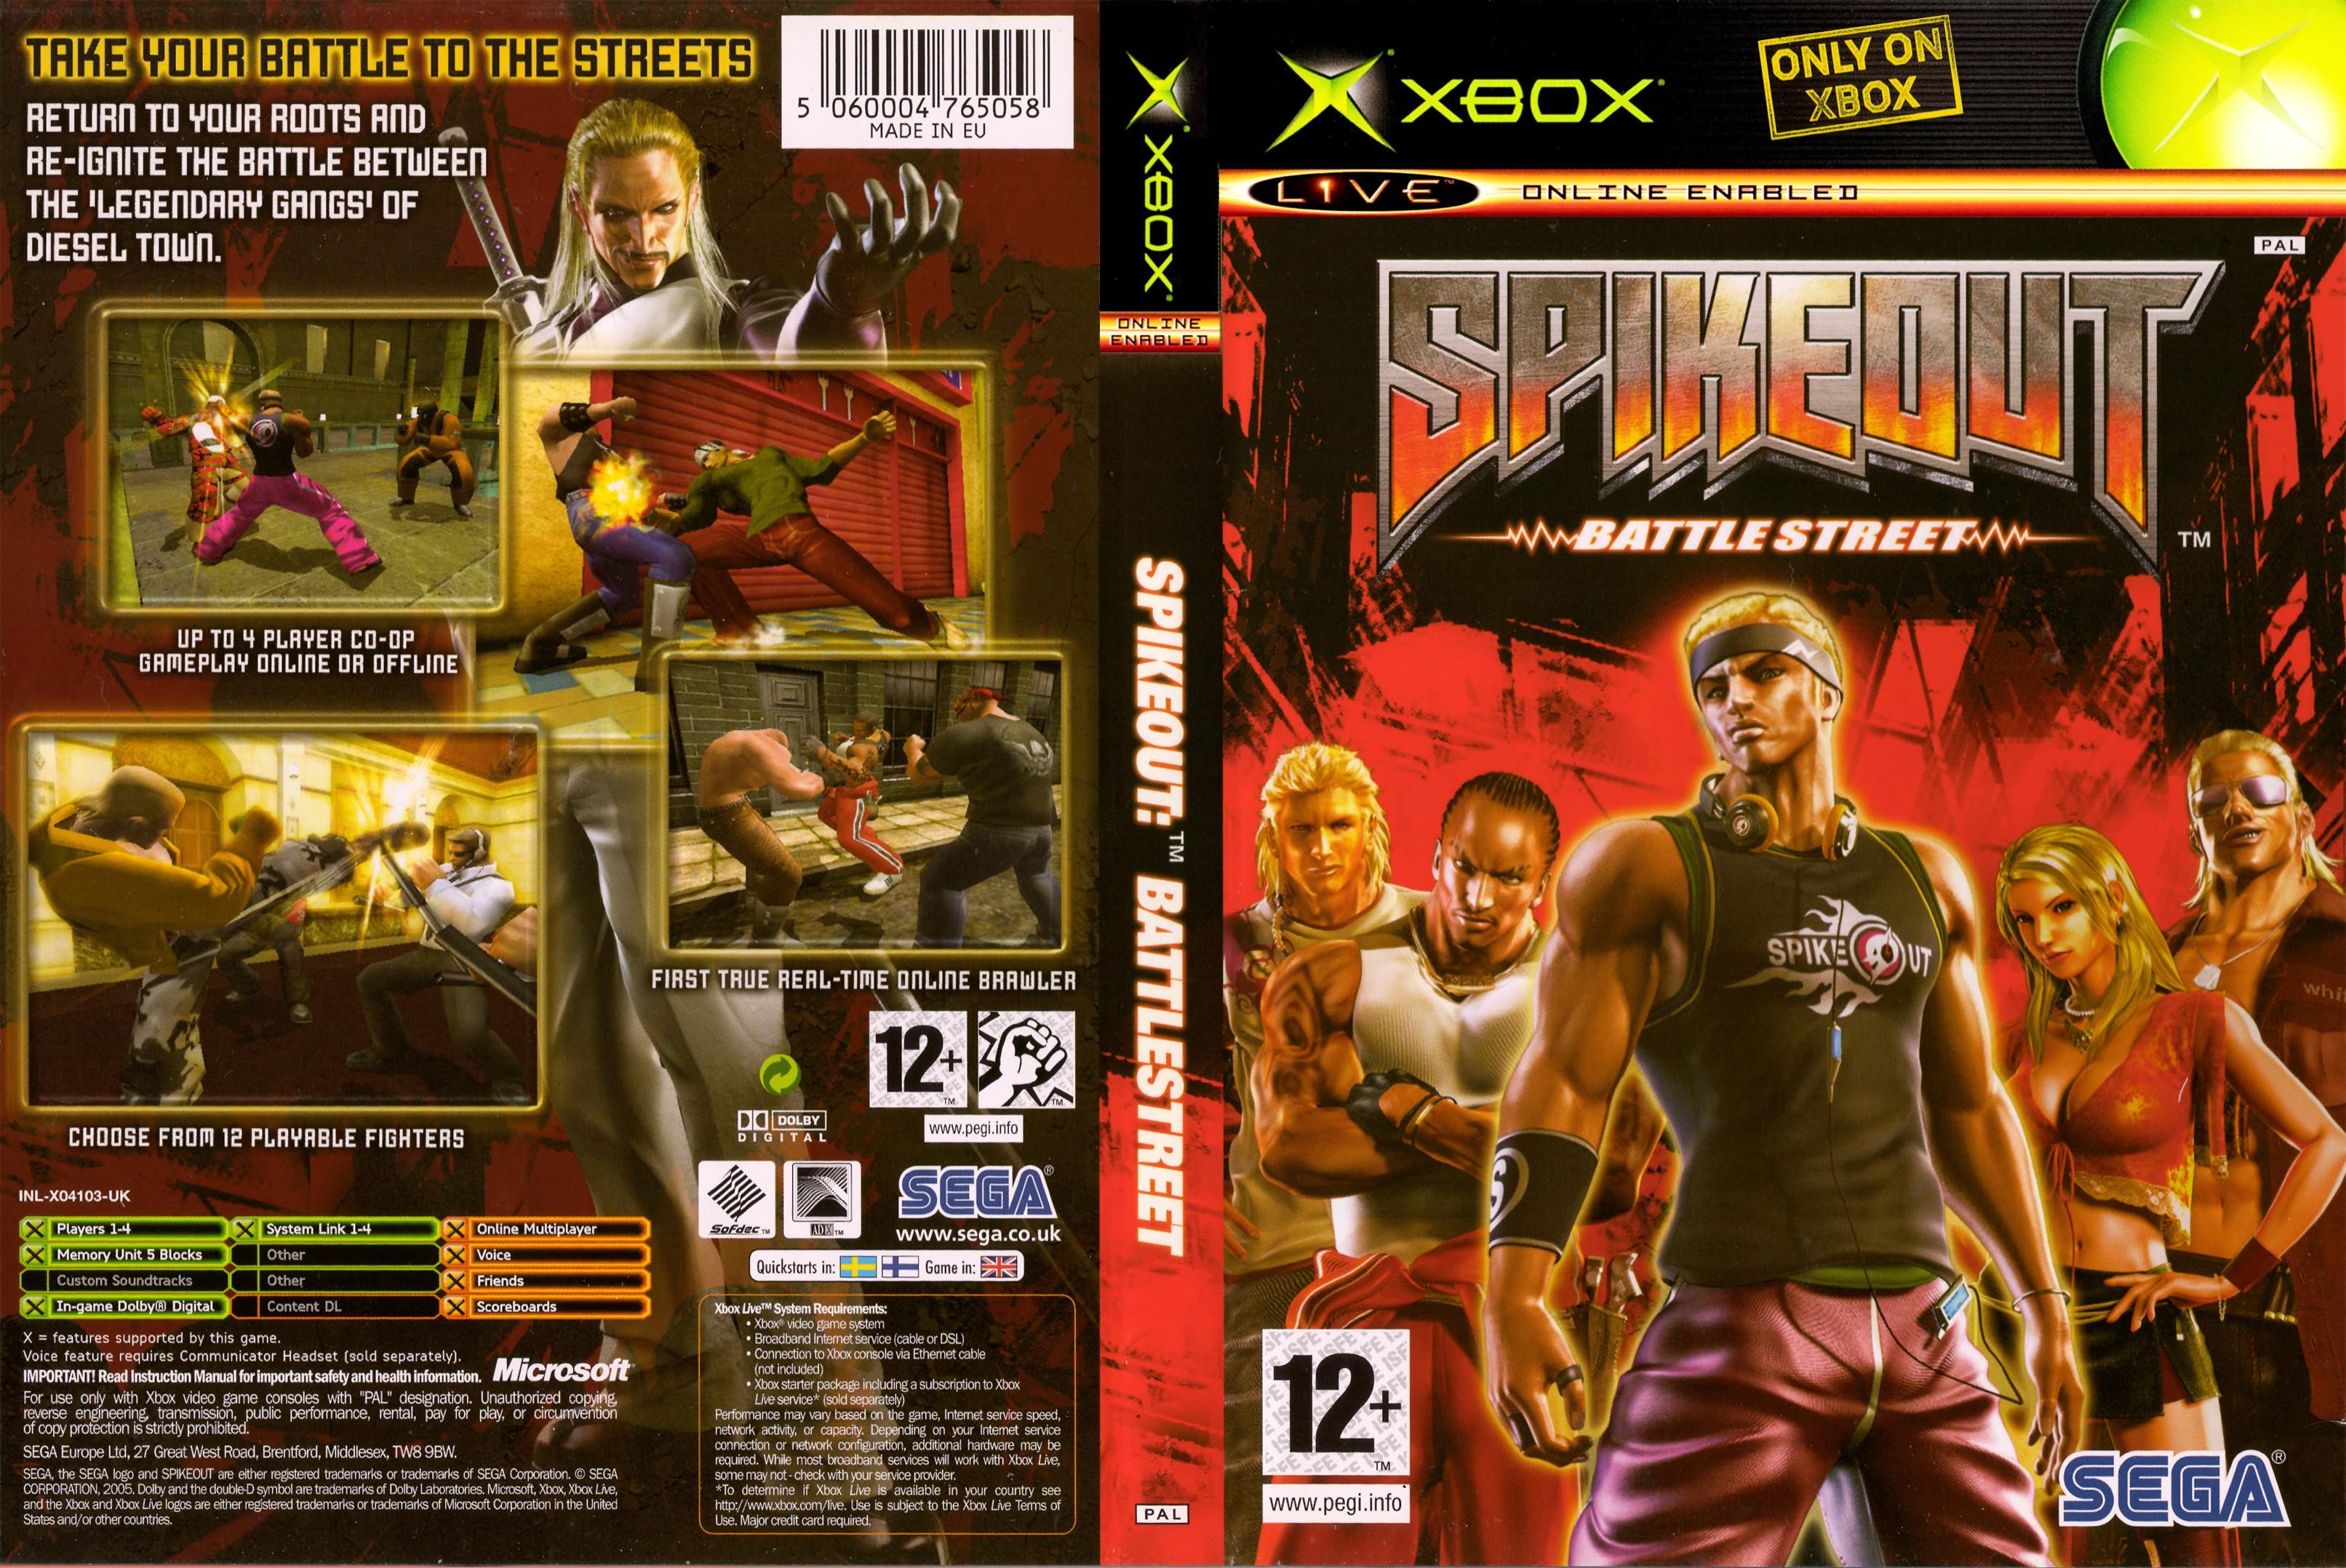 TAKE YOUR BATTLE TO THE STREETS
RETURN TO YOUR ROOTS AND
RE-IGNITE THE BATTLE BETWEEN
THE 'LEGENDARY GANGS' OF
DIESEL TOWN.
5 060004 765058
MADE IN EU
UP TO 4 PLAYER CO-OP
GAMEPLAY ONLINE OR OFFLINE
FIRST TRUE REAL-TIME ONLINE BRAWLER
CHOOSE FROM 12 PLAYABLE FIGHTERS
12+
TM
TM
www.pegi.info
DOLBY
DIGITAL
Sofdec TM
ADX TM
SEGA®
www.sega.co.uk
Quickstarts in: Game in:
INL-X04103-UK
X Players 1-4
X System Link 1-4
X Online Multiplayer
X Memory Unit 5 Blocks
Other
X Voice
Custom Soundtracks
Other
X Friends
X In-game Dolby® Digital
Content DL
X Scoreboards
X = features supported by this game.
Voice feature requires Communicator Headset (sold separately).
IMPORTANT! Read Instruction Manual for important safety and health information.
Microsoft®
For use only with Xbox video game consoles with "PAL" designation. Unauthorized copying,
reverse engineering, transmission, public performance, rental, pay for play, or circumvention
of copy protection is strictly prohibited.
SEGA Europe Ltd, 27 Great West Road, Brentford, Middlesex, TW8 9BW.
SEGA, the SEGA logo and SPIKEOUT are either registered trademarks or trademarks of SEGA Corporation. © SEGA
CORPORATION, 2005. Dolby and the double-D symbol are trademarks of Dolby Laboratories. Microsoft, Xbox, Xbox Live,
and the Xbox and Xbox Live logos are either registered trademarks or trademarks of Microsoft Corporation in the United
States and/or other countries.
Xbox Live™ System Requirements:
• Xbox® video game system
• Broadband Internet service (cable or DSL)
• Connection to Xbox console via Ethernet cable
(not included)
• Xbox starter package including a subscription to Xbox
Live service* (sold separately)
Performance may vary based on the game, Internet service speed,
network activity, or capacity. Depending on your Internet service
connection or network configuration, additional hardware may be
required. While most broadband services will work with Xbox Live,
some may not - check with your service provider.
*To determine if Xbox Live is available in your country see
http://www.xbox.com/live. Use is subject to the Xbox Live Terms of
Use. Major credit card required.
XBOX®
ONLINE
ENABLED
SPIKEOUT:™ BATTLESTREET
PAL
XBOX®
ONLY ON
XBOX
LIVE™ ONLINE ENABLED
PAL
SPIKEOUT
BATTLE STREET
TM
SPIKEOUT
S
whi
12+
TM
www.pegi.info
SEGA®